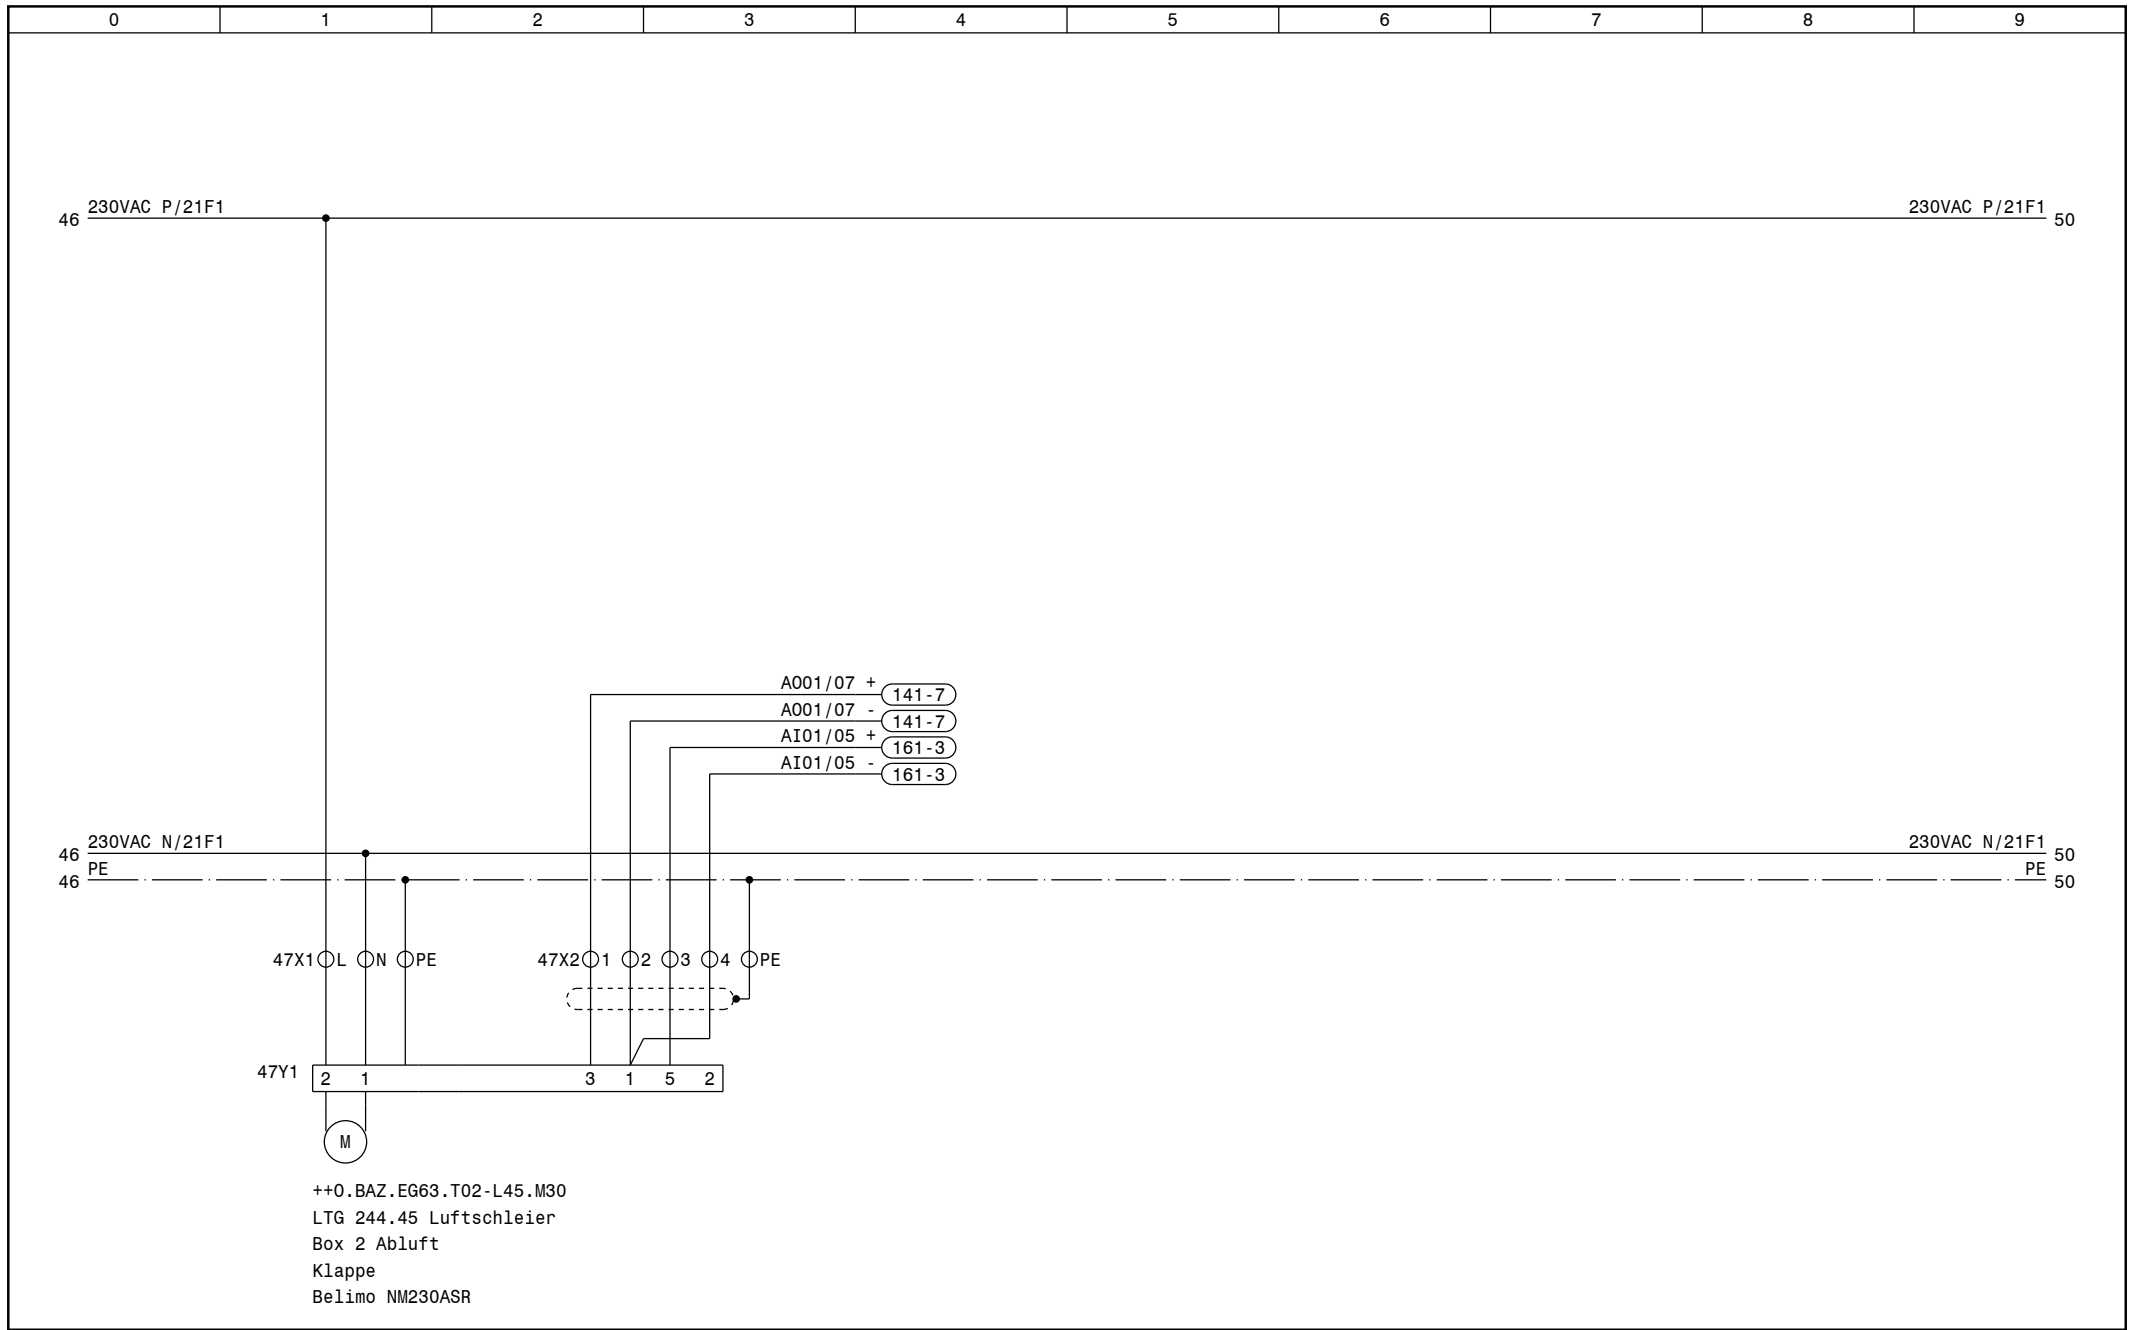 0 1 2 3 4 5 6 7 8 9
230VAC P/21F1 230VAC P/21F1
46 50
AO01/07 + 141-7
AO01/07 - 141-7
AI01/05 + 161-3
AI01/05 - 161-3
230VAC N/21F1 230VAC N/21F1
46 50
PE PE
46 50
47X1 L N PE 47X2 1 2 3 4 PE
47Y1 2 1 3 1 5 2
M
++0.BAZ.EG63.T02-L45.M30
LTG 244.45 Luftschleier
Box 2 Abluft
Klappe
Belimo NM230ASR